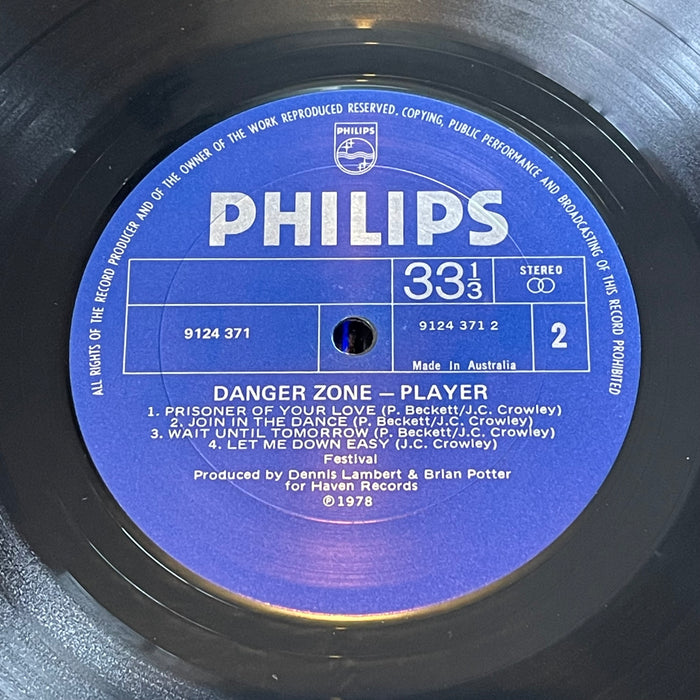 ALL RIGHTS OF THE RECORD PRODUCER AND OF THE OWNER OF THE WORK REPRODUCED RESERVED, COPYING, PUBLIC PERFORMANCE AND BROADCASTING OF THIS RECORD PROHIBITED
PHILIPS
PHILIPS
33 1/3
STEREO
9124 371
9124 371 2
2
Made In Australia
DANGER ZONE — PLAYER
1. PRISONER OF YOUR LOVE (P. Beckett/J.C. Crowley)
2. JOIN IN THE DANCE (P. Beckett/J.C. Crowley)
3. WAIT UNTIL TOMORROW (P. Beckett/J.C. Crowley)
4. LET ME DOWN EASY (J.C. Crowley)
Festival
Produced by Dennis Lambert & Brian Potter
for Haven Records
℗1978